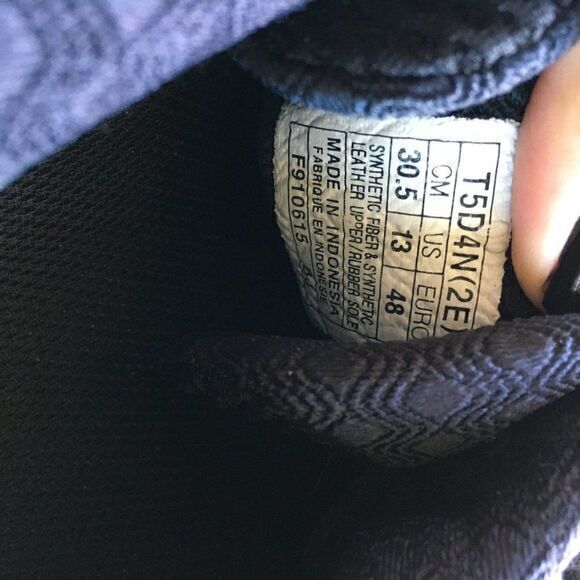 T5D4N(2E)
CM US EURO
30.5 13 48
SYNTHETIC FIBER & SYNTHETIC
LEATHER UPPER/RUBBER SOLE
MADE IN INDONESIA
FABRIQUE EN INDONESIE
F910615